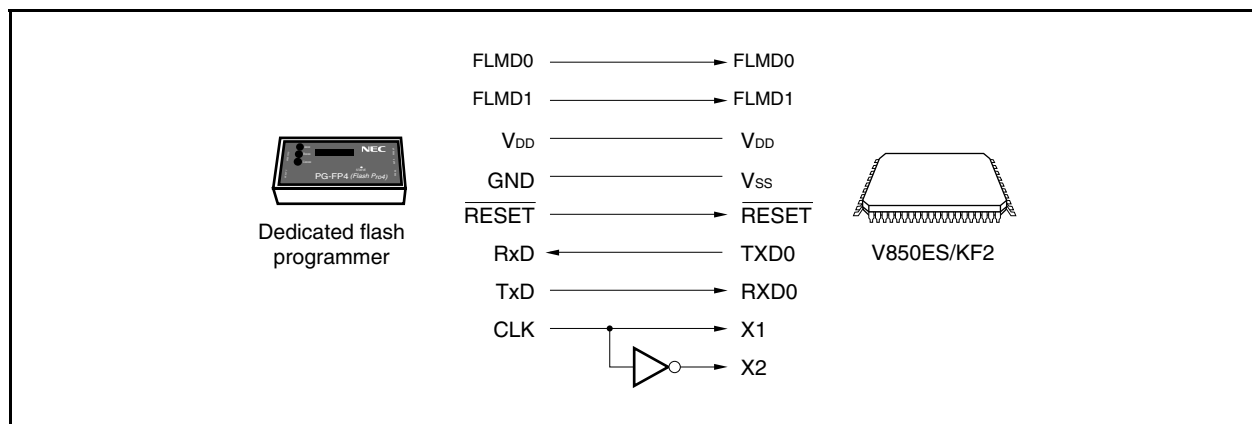 FLMD0 FLMD0
FLMD1 FLMD1
VDD VDD
GND VSS
RESET RESET
RxD TXD0
TxD RXD0
CLK X1
X2
NEC
PG-FP4 (Flash Pro4)
Dedicated flash
programmer
V850ES/KF2